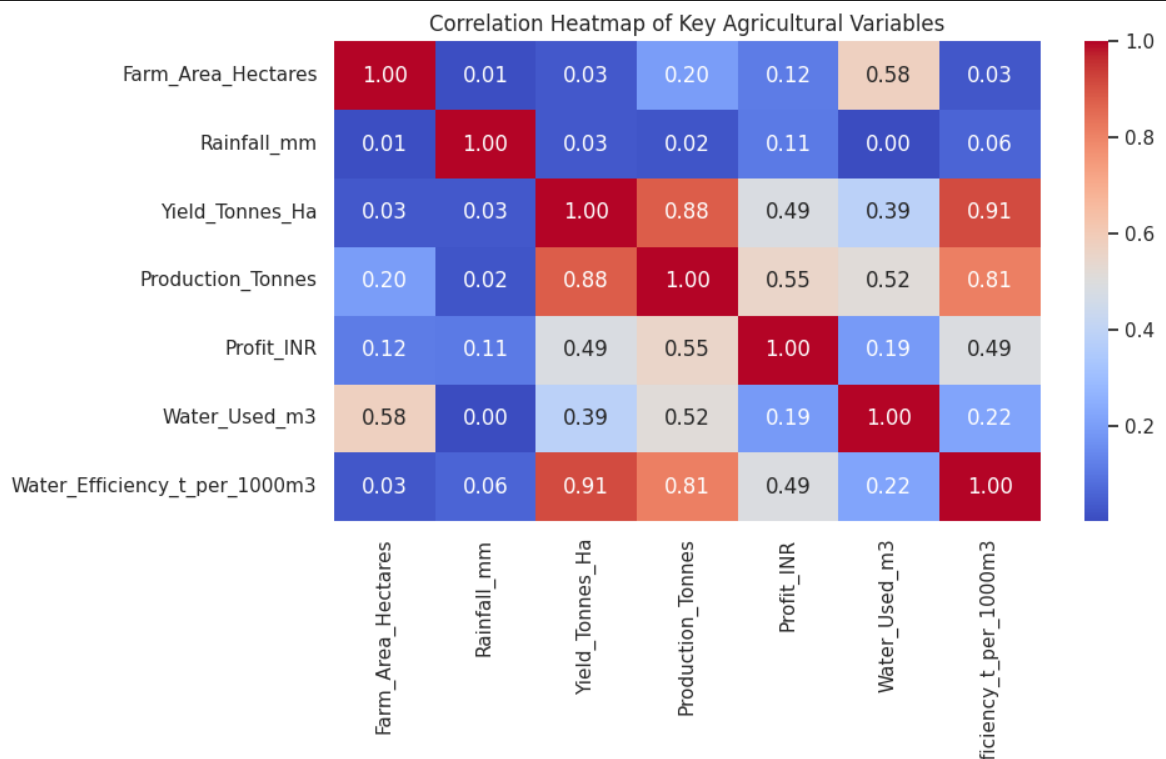 Correlation Heatmap of Key Agricultural Variables
Farm_Area_Hectares 1.00 0.01 0.03 0.20 0.12 0.58 0.03
Rainfall_mm 0.01 1.00 0.03 0.02 0.11 0.00 0.06
Yield_Tonnes_Ha 0.03 0.03 1.00 0.88 0.49 0.39 0.91
Production_Tonnes 0.20 0.02 0.88 1.00 0.55 0.52 0.81
Profit_INR 0.12 0.11 0.49 0.55 1.00 0.19 0.49
Water_Used_m3 0.58 0.00 0.39 0.52 0.19 1.00 0.22
Water_Efficiency_t_per_1000m3 0.03 0.06 0.91 0.81 0.49 0.22 1.00
Farm_Area_Hectares
Rainfall_mm
Yield_Tonnes_Ha
Production_Tonnes
Profit_INR
Water_Used_m3
ficiency_t_per_1000m3
1.0
0.8
0.6
0.4
0.2